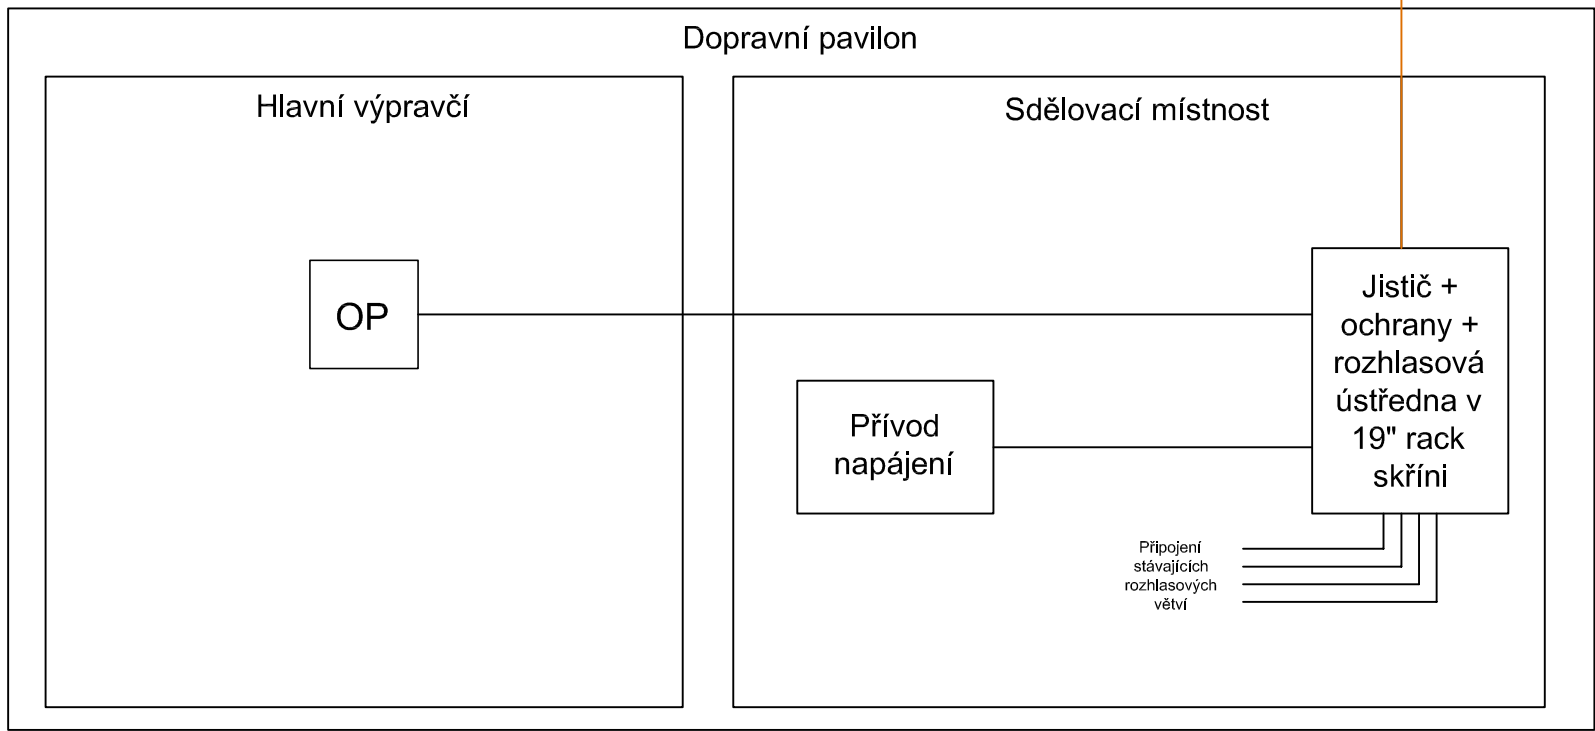 Dopravní pavilon
Hlavní výpravčí
Sdělovací místnost
OP
Přívod
napájení
Jistič +
ochrany +
rozhlasová
ústředna v
19" rack
skříni
Připojení
stávajících
rozhlasových
větví